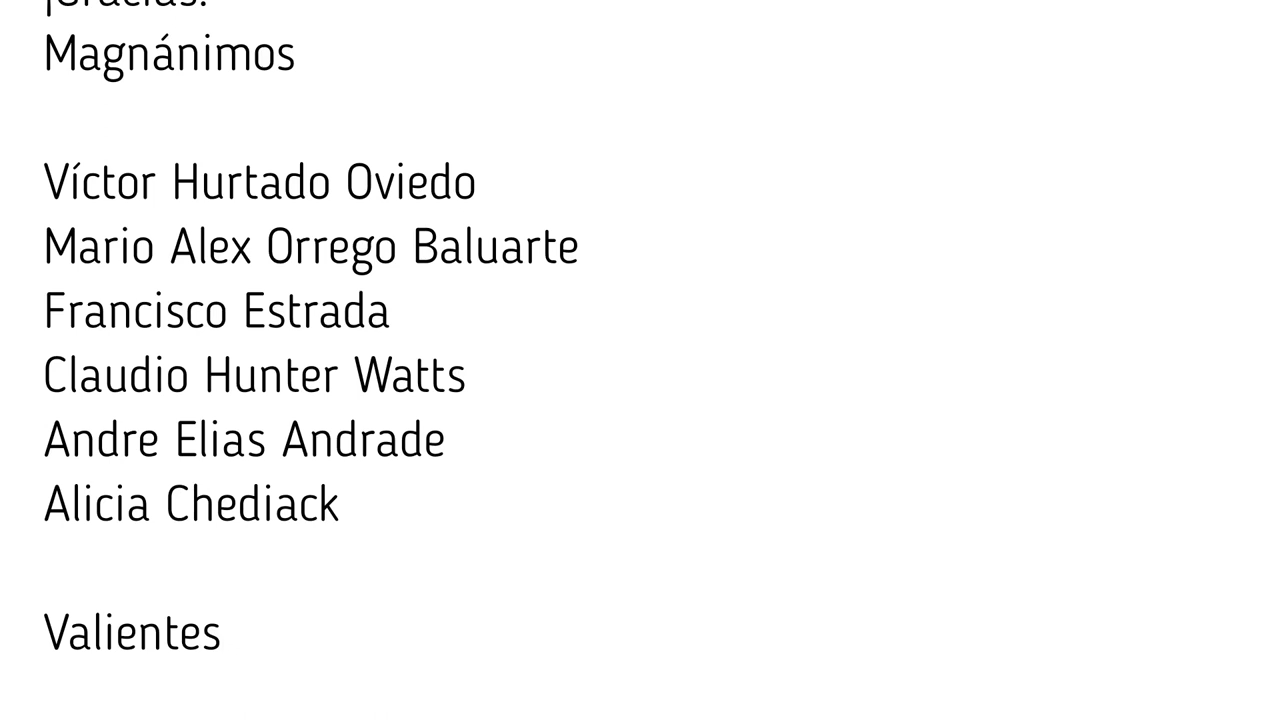 ¡Gracias!
Magnánimos
Víctor Hurtado Oviedo
Mario Alex Orrego Baluarte
Francisco Estrada
Claudio Hunter Watts
Andre Elias Andrade
Alicia Chediack
Valientes